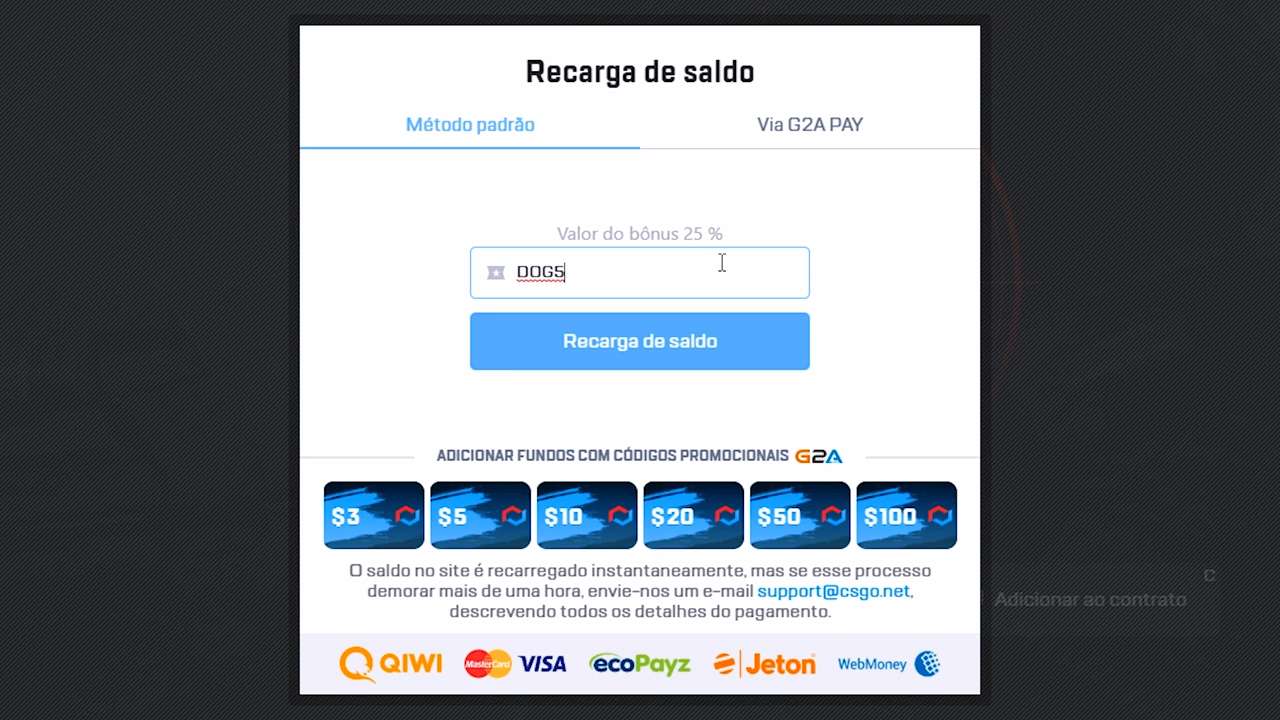 Recarga de saldo
Método padrão
Via G2A PAY
Valor do bônus 25 %
DOG5
Recarga de saldo
ADICIONAR FUNDOS COM CÓDIGOS PROMOCIONAIS G2A
$3 $5 $10 $20 $50 $100
O saldo no site é recarregado instantaneamente, mas se esse processo
demorar mais de uma hora, envie-nos um e-mail support@csgo.net,
descrevendo todos os detalhes do pagamento.
C
Adicionar ao contrato
QIWI MasterCard VISA ecoPayz Jeton WebMoney